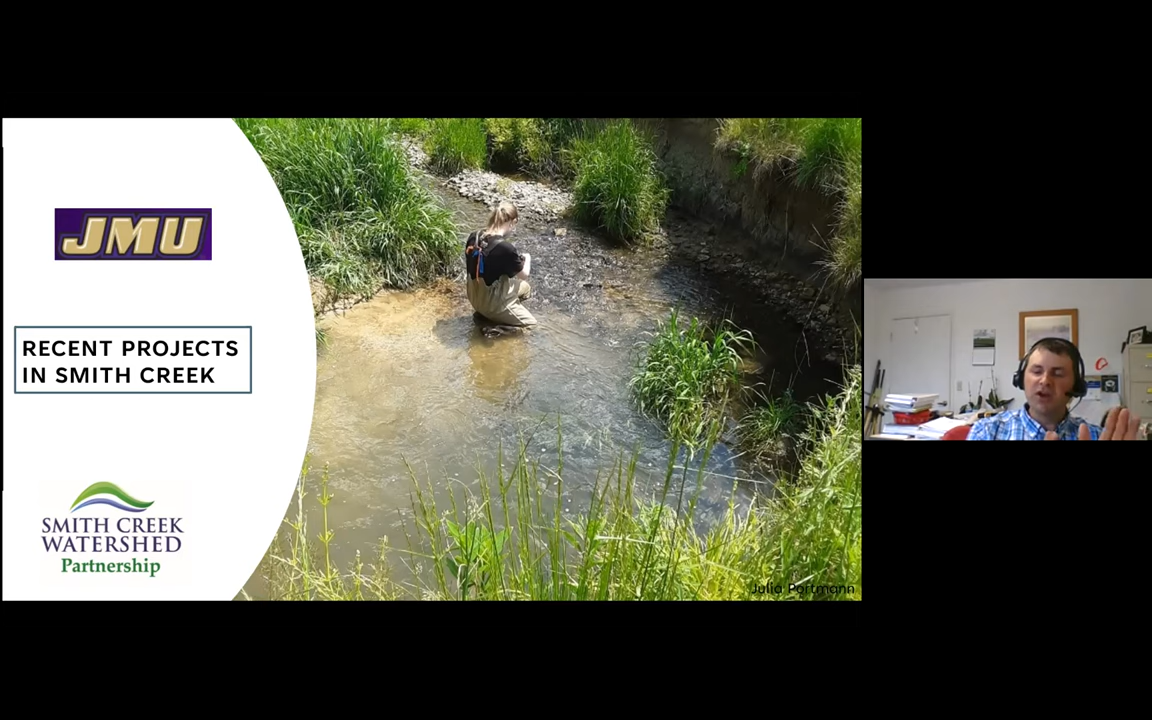 JMU
RECENT PROJECTS
IN SMITH CREEK
SMITH CREEK
WATERSHED
Partnership
Julia Portmann